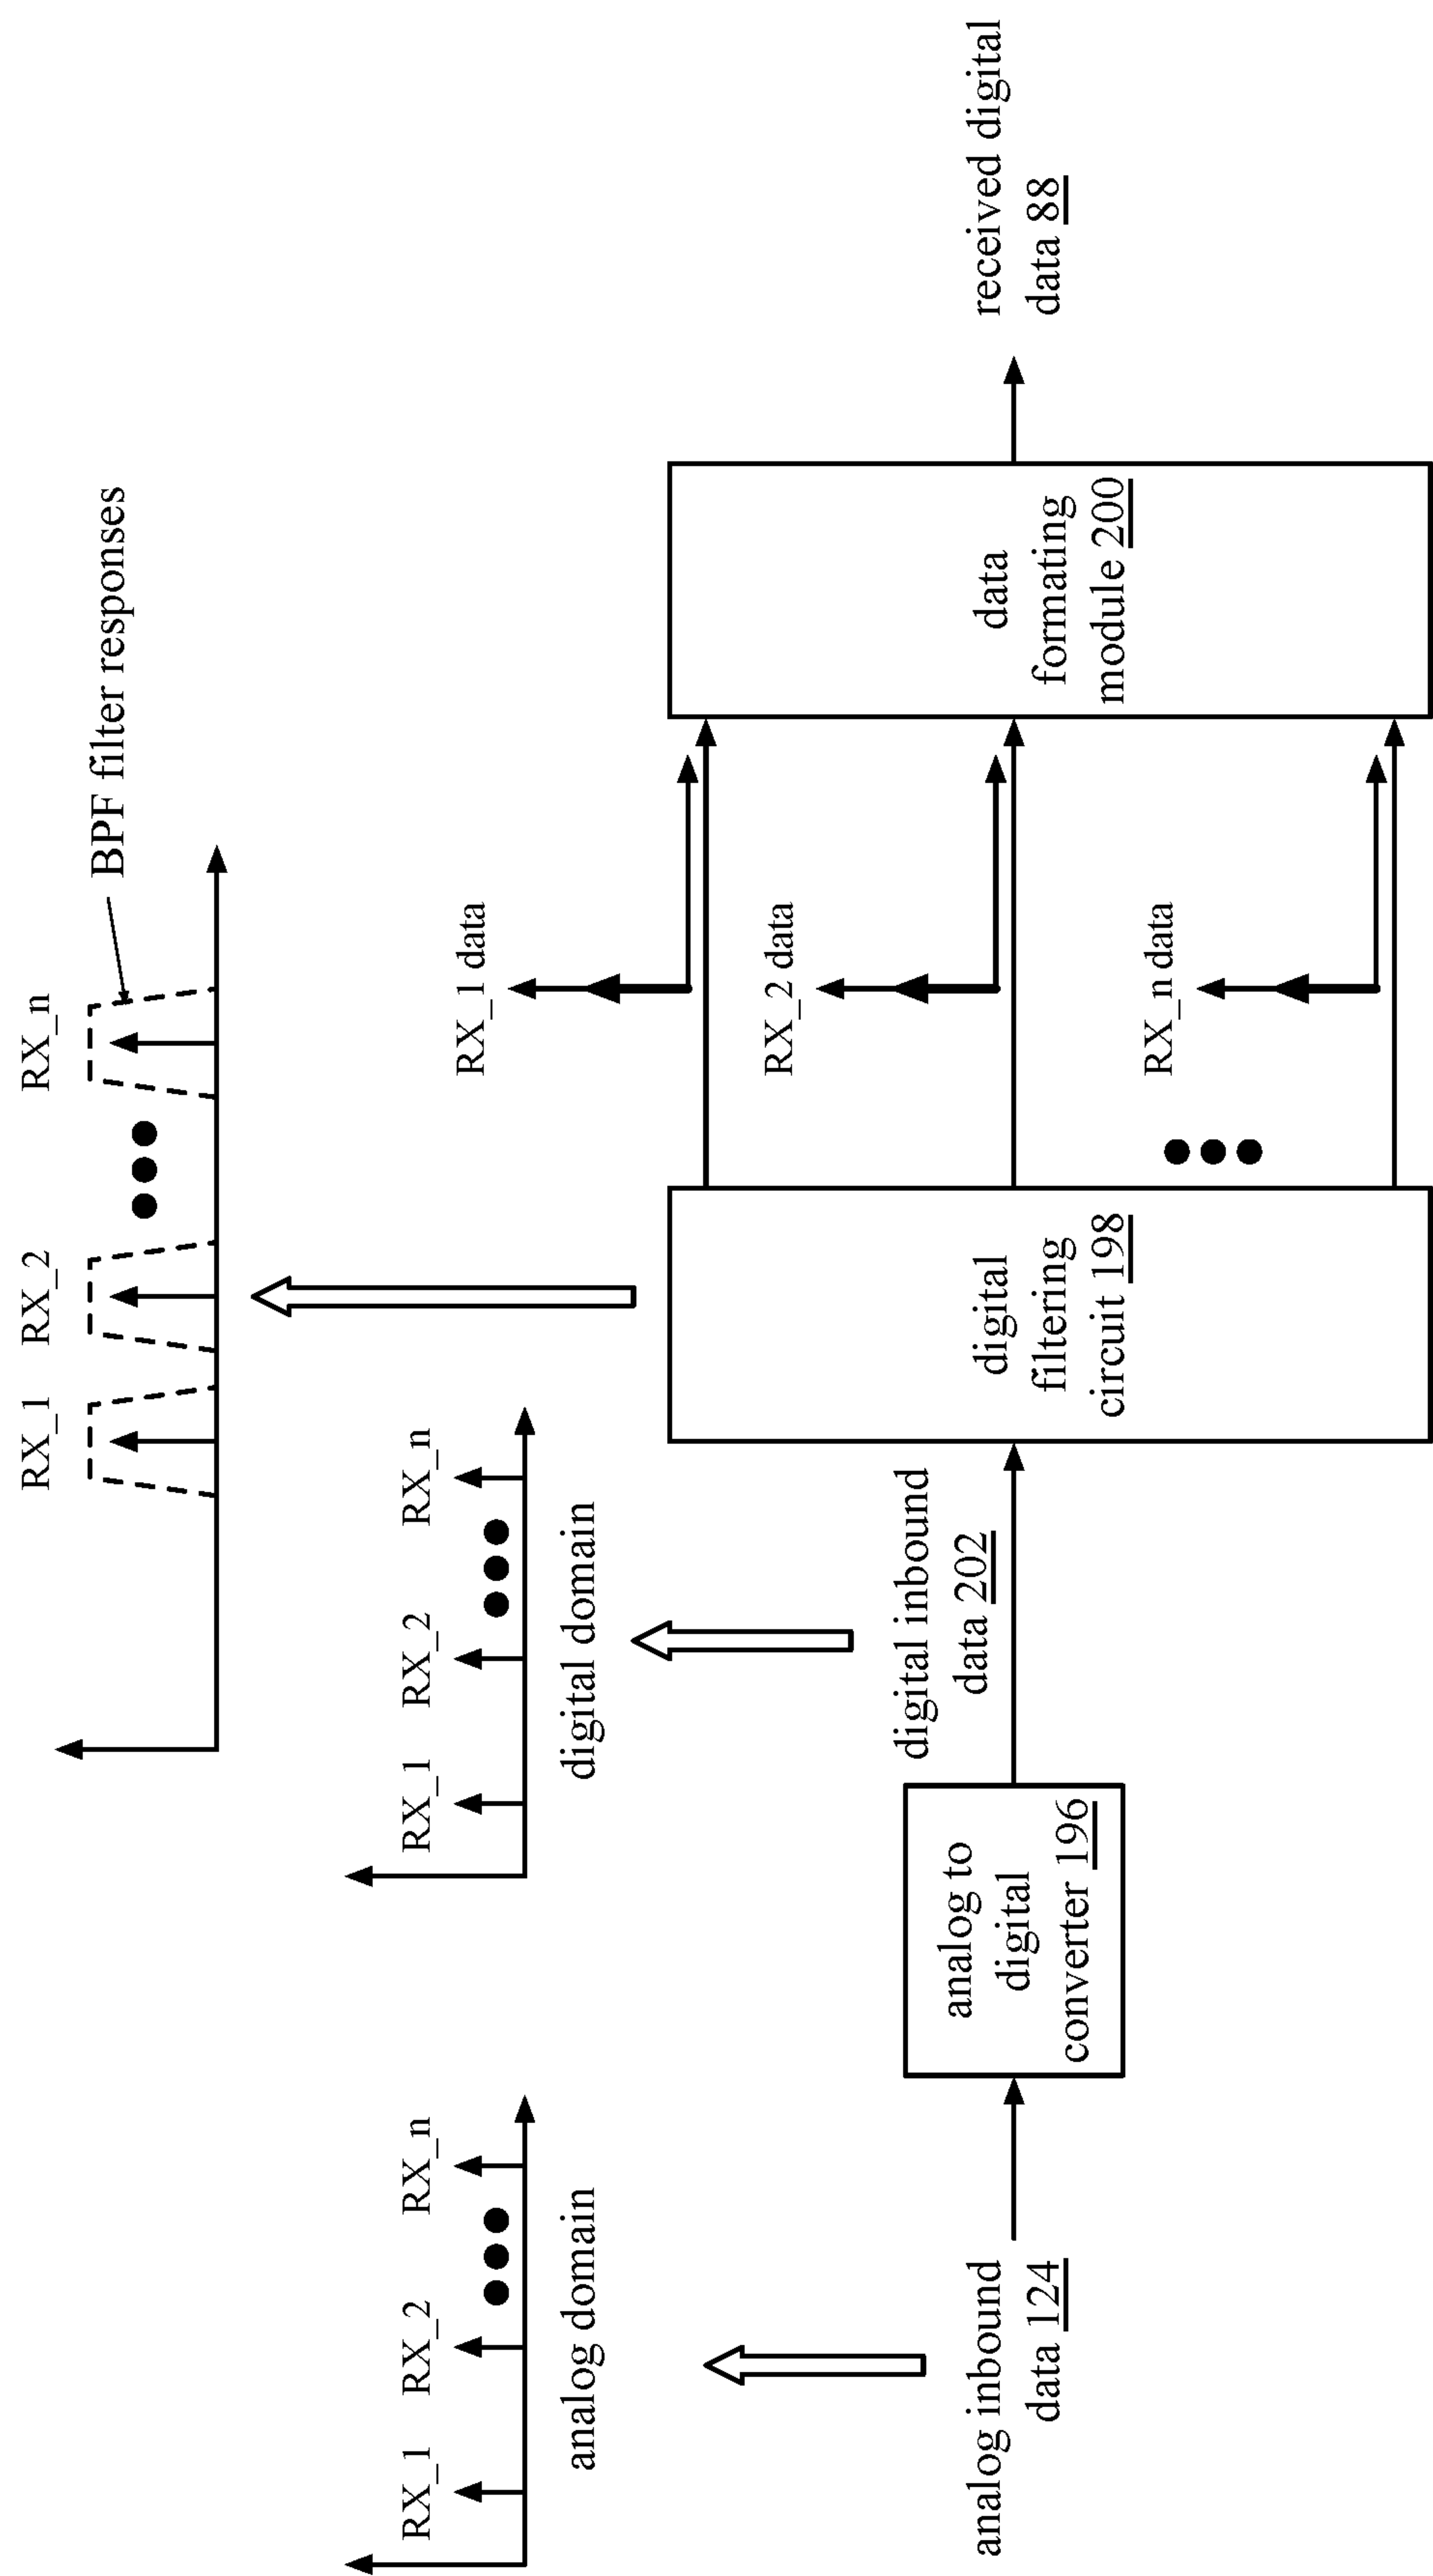 RX_1
RX_2
RX_n
BPF filter responses
RX_1
RX_2
RX_n
analog domain
RX_1
RX_2
RX_n
digital domain
RX_1 data
RX_2 data
RX_n data
analog inbound
data 124
analog to
digital
converter 196
digital inbound
data 202
digital
filtering
circuit 198
data
formating
module 200
received digital
data 88